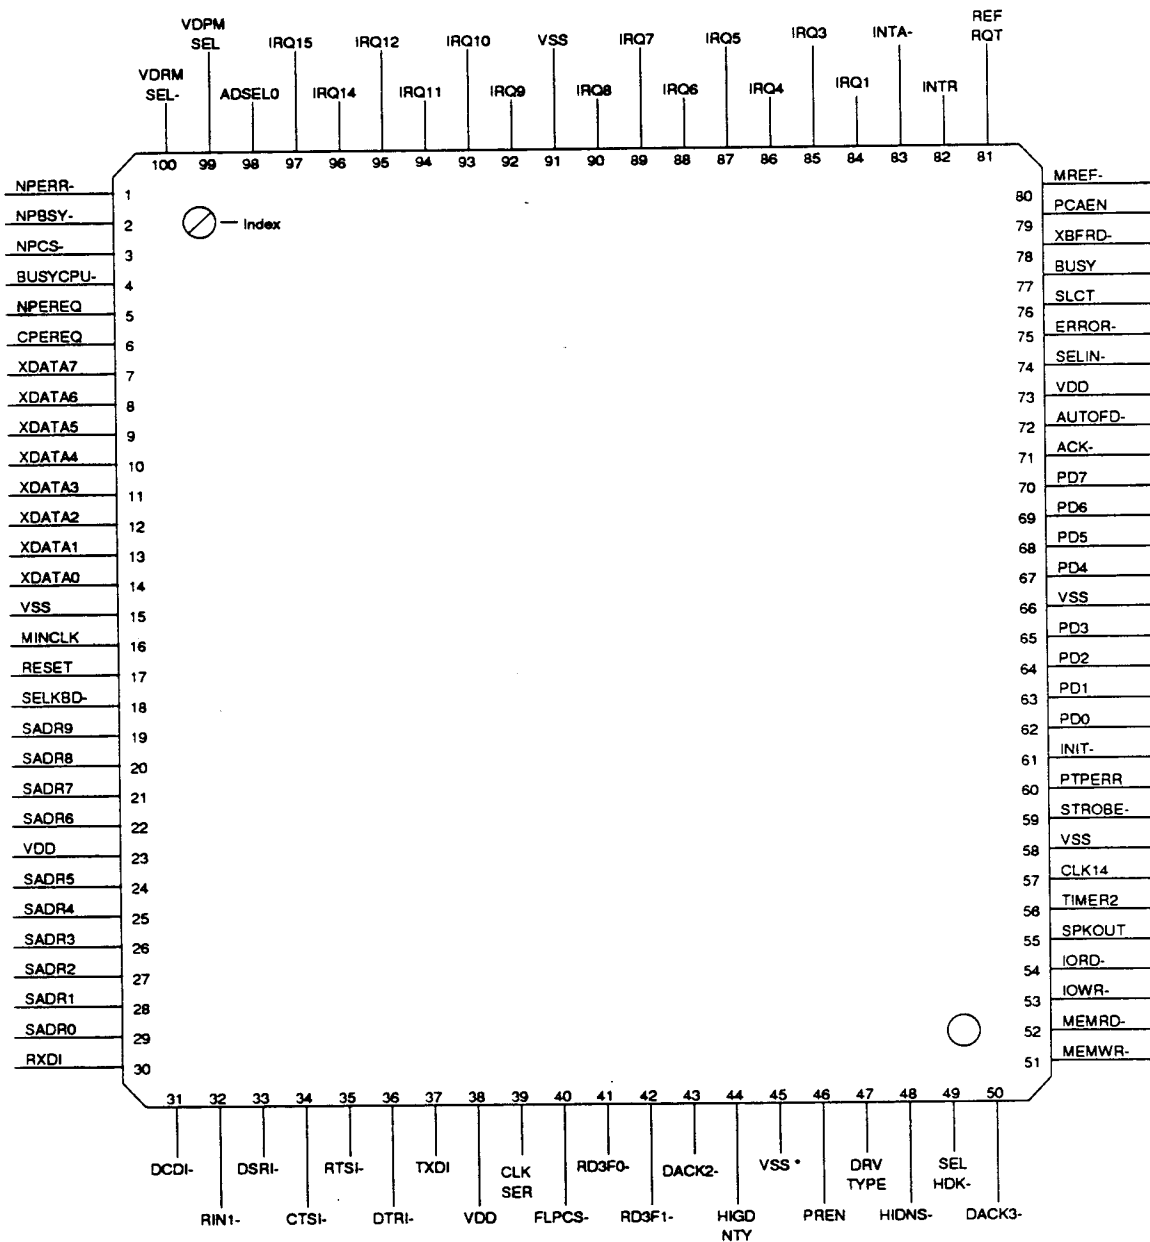 VDPM
SEL
IRQ15
IRQ12
IRQ10
VSS
IRQ7
IRQ5
IRQ3
INTA-
REF
RQT
VDRM
SEL-
ADSEL0
IRQ14
IRQ11
IRQ9
IRQ8
IRQ6
IRQ4
IRQ1
INTR
100 99 98 97 96 95 94 93 92 91 90 89 88 87 86 85 84 83 82 81
NPERR- 1
NPBSY- 2
Index
NPCS- 3
BUSYCPU- 4
NPEREQ 5
CPEREQ 6
XDATA7 7
XDATA6 8
XDATA5 9
XDATA4 10
XDATA3 11
XDATA2 12
XDATA1 13
XDATA0 14
VSS 15
MINCLK 16
RESET 17
SELKBD- 18
SADR9 19
SADR8 20
SADR7 21
SADR6 22
VDD 23
SADR5 24
SADR4 25
SADR3 26
SADR2 27
SADR1 28
SADR0 29
RXDI 30
80 MREF-
79 PCAEN
78 XBFRD-
77 BUSY
76 SLCT
75 ERROR-
74 SELIN-
73 VDD
72 AUTOFD-
71 ACK-
70 PD7
69 PD6
68 PD5
67 PD4
66 VSS
65 PD3
64 PD2
63 PD1
62 PD0
61 INIT-
60 PTPERR
59 STROBE-
58 VSS
57 CLK14
56 TIMER2
55 SPKOUT
54 IORD-
53 IOWR-
52 MEMRD-
51 MEMWR-
31 32 33 34 35 36 37 38 39 40 41 42 43 44 45 46 47 48 49 50
DCDI-
DSRI-
RTSI-
TXDI
CLK
SER
RD3F0-
DACK2-
VSS *
DRV
TYPE
SEL
HDK-
RIN1-
CTSI-
DTRI-
VDD
FLPCS-
RD3F1-
HIGD
NTY
PREN
HIDNS-
DACK3-